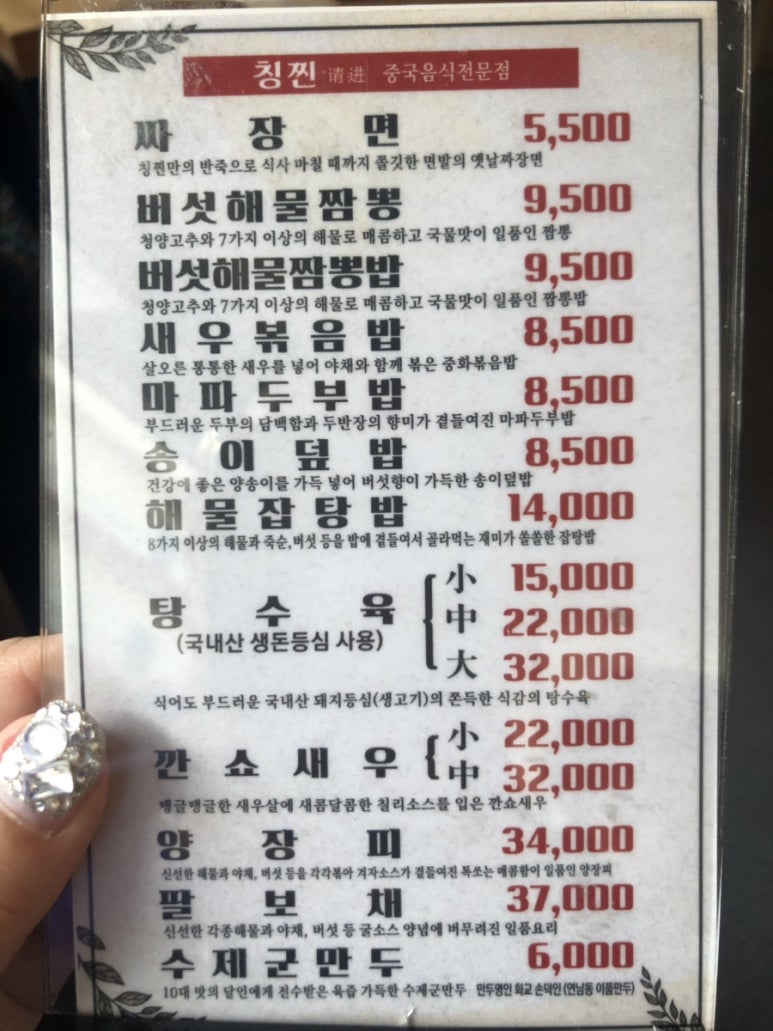 칭찐 请进 중국음식전문점
짜장면 5,500
칭찐만의 반죽으로 식사 마칠 때까지 쫄깃한 면발의 옛날짜장면
버섯해물짬뽕 9,500
청양고추와 7가지 이상의 해물로 매콤하고 국물맛이 일품인 짬뽕
버섯해물짬뽕밥 9,500
청양고추와 7가지 이상의 해물로 매콤하고 국물맛이 일품인 짬뽕밥
새우볶음밥 8,500
살오른 통통한 새우를 넣어 야채와 함께 볶은 중화볶음밥
마파두부밥 8,500
부드러운 두부의 담백함과 두반장의 향미가 곁들여진 마파두부밥
송이덮밥 8,500
건강에 좋은 양송이를 가득 넣어 버섯향이 가득한 송이덮밥
해물잡탕밥 14,000
8가지 이상의 해물과 죽순, 버섯 등을 밥에 곁들여서 골라먹는 재미가 쏠쏠한 잡탕밥
탕수육 小 15,000
(국내산 생돈등심 사용) 中 22,000
大 32,000
식어도 부드러운 국내산 돼지등심(생고기)의 쫀득한 식감의 탕수육
깐쇼새우 小 22,000
中 32,000
탱글탱글한 새우살에 새콤달콤한 칠리소스를 입은 깐쇼새우
양장피 34,000
신선한 해물과 야채, 버섯 등을 각각볶아 겨자소스가 곁들여진 톡쏘는 매콤함이 일품인 양장피
팔보채 37,000
신선한 각종해물과 야채, 버섯 등 굴소스 양념에 버무려진 일품요리
수제군만두 6,000
10대 맛의 달인에게 전수받은 육즙 가득한 수제군만두 만두명인 화교 손덕인 (연남동 이품만두)